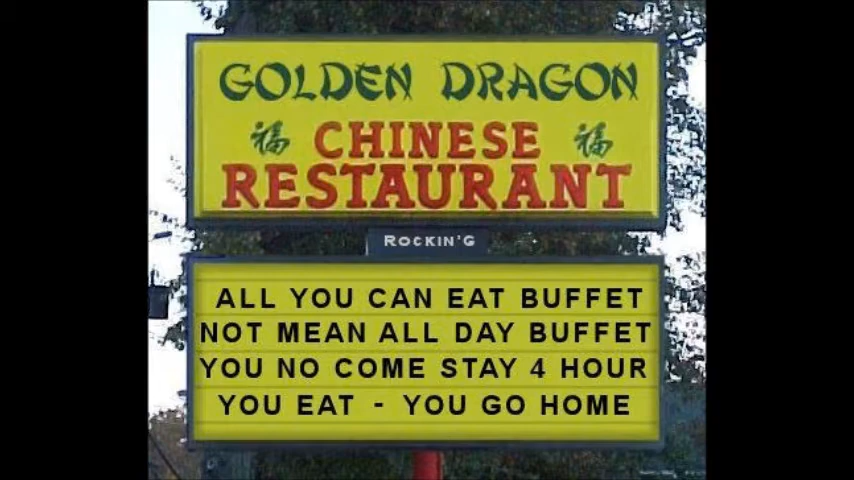 GOLDEN DRAGON
福 CHINESE 福
RESTAURANT
ROCKIN'G
ALL YOU CAN EAT BUFFET
NOT MEAN ALL DAY BUFFET
YOU NO COME STAY 4 HOUR
YOU EAT - YOU GO HOME